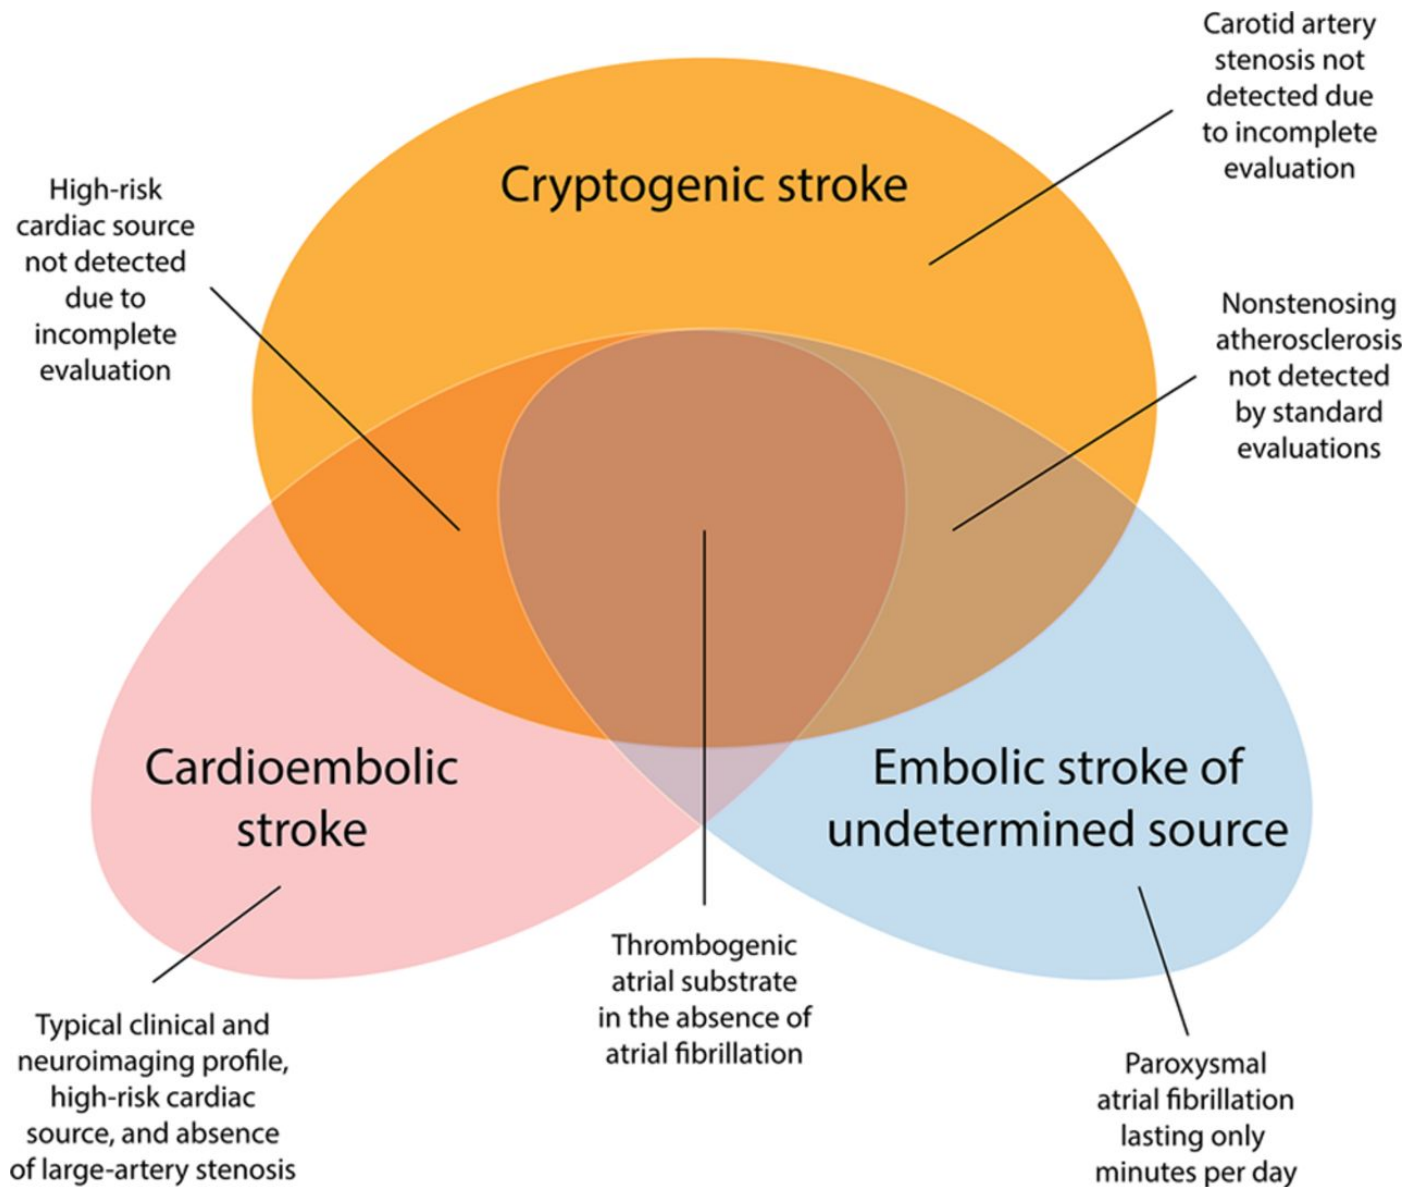 Carotid artery
stenosis not
detected due
to incomplete
evaluation
Cryptogenic stroke
High-risk
cardiac source
not detected
due to
incomplete
evaluation
Nonstenosing
atherosclerosis
not detected
by standard
evaluations
Cardioembolic
stroke
Embolic stroke of
undetermined source
Thrombogenic
atrial substrate
in the absence of
atrial fibrillation
Typical clinical and
neuroimaging profile,
high-risk cardiac
source, and absence
of large-artery stenosis
Paroxysmal
atrial fibrillation
lasting only
minutes per day